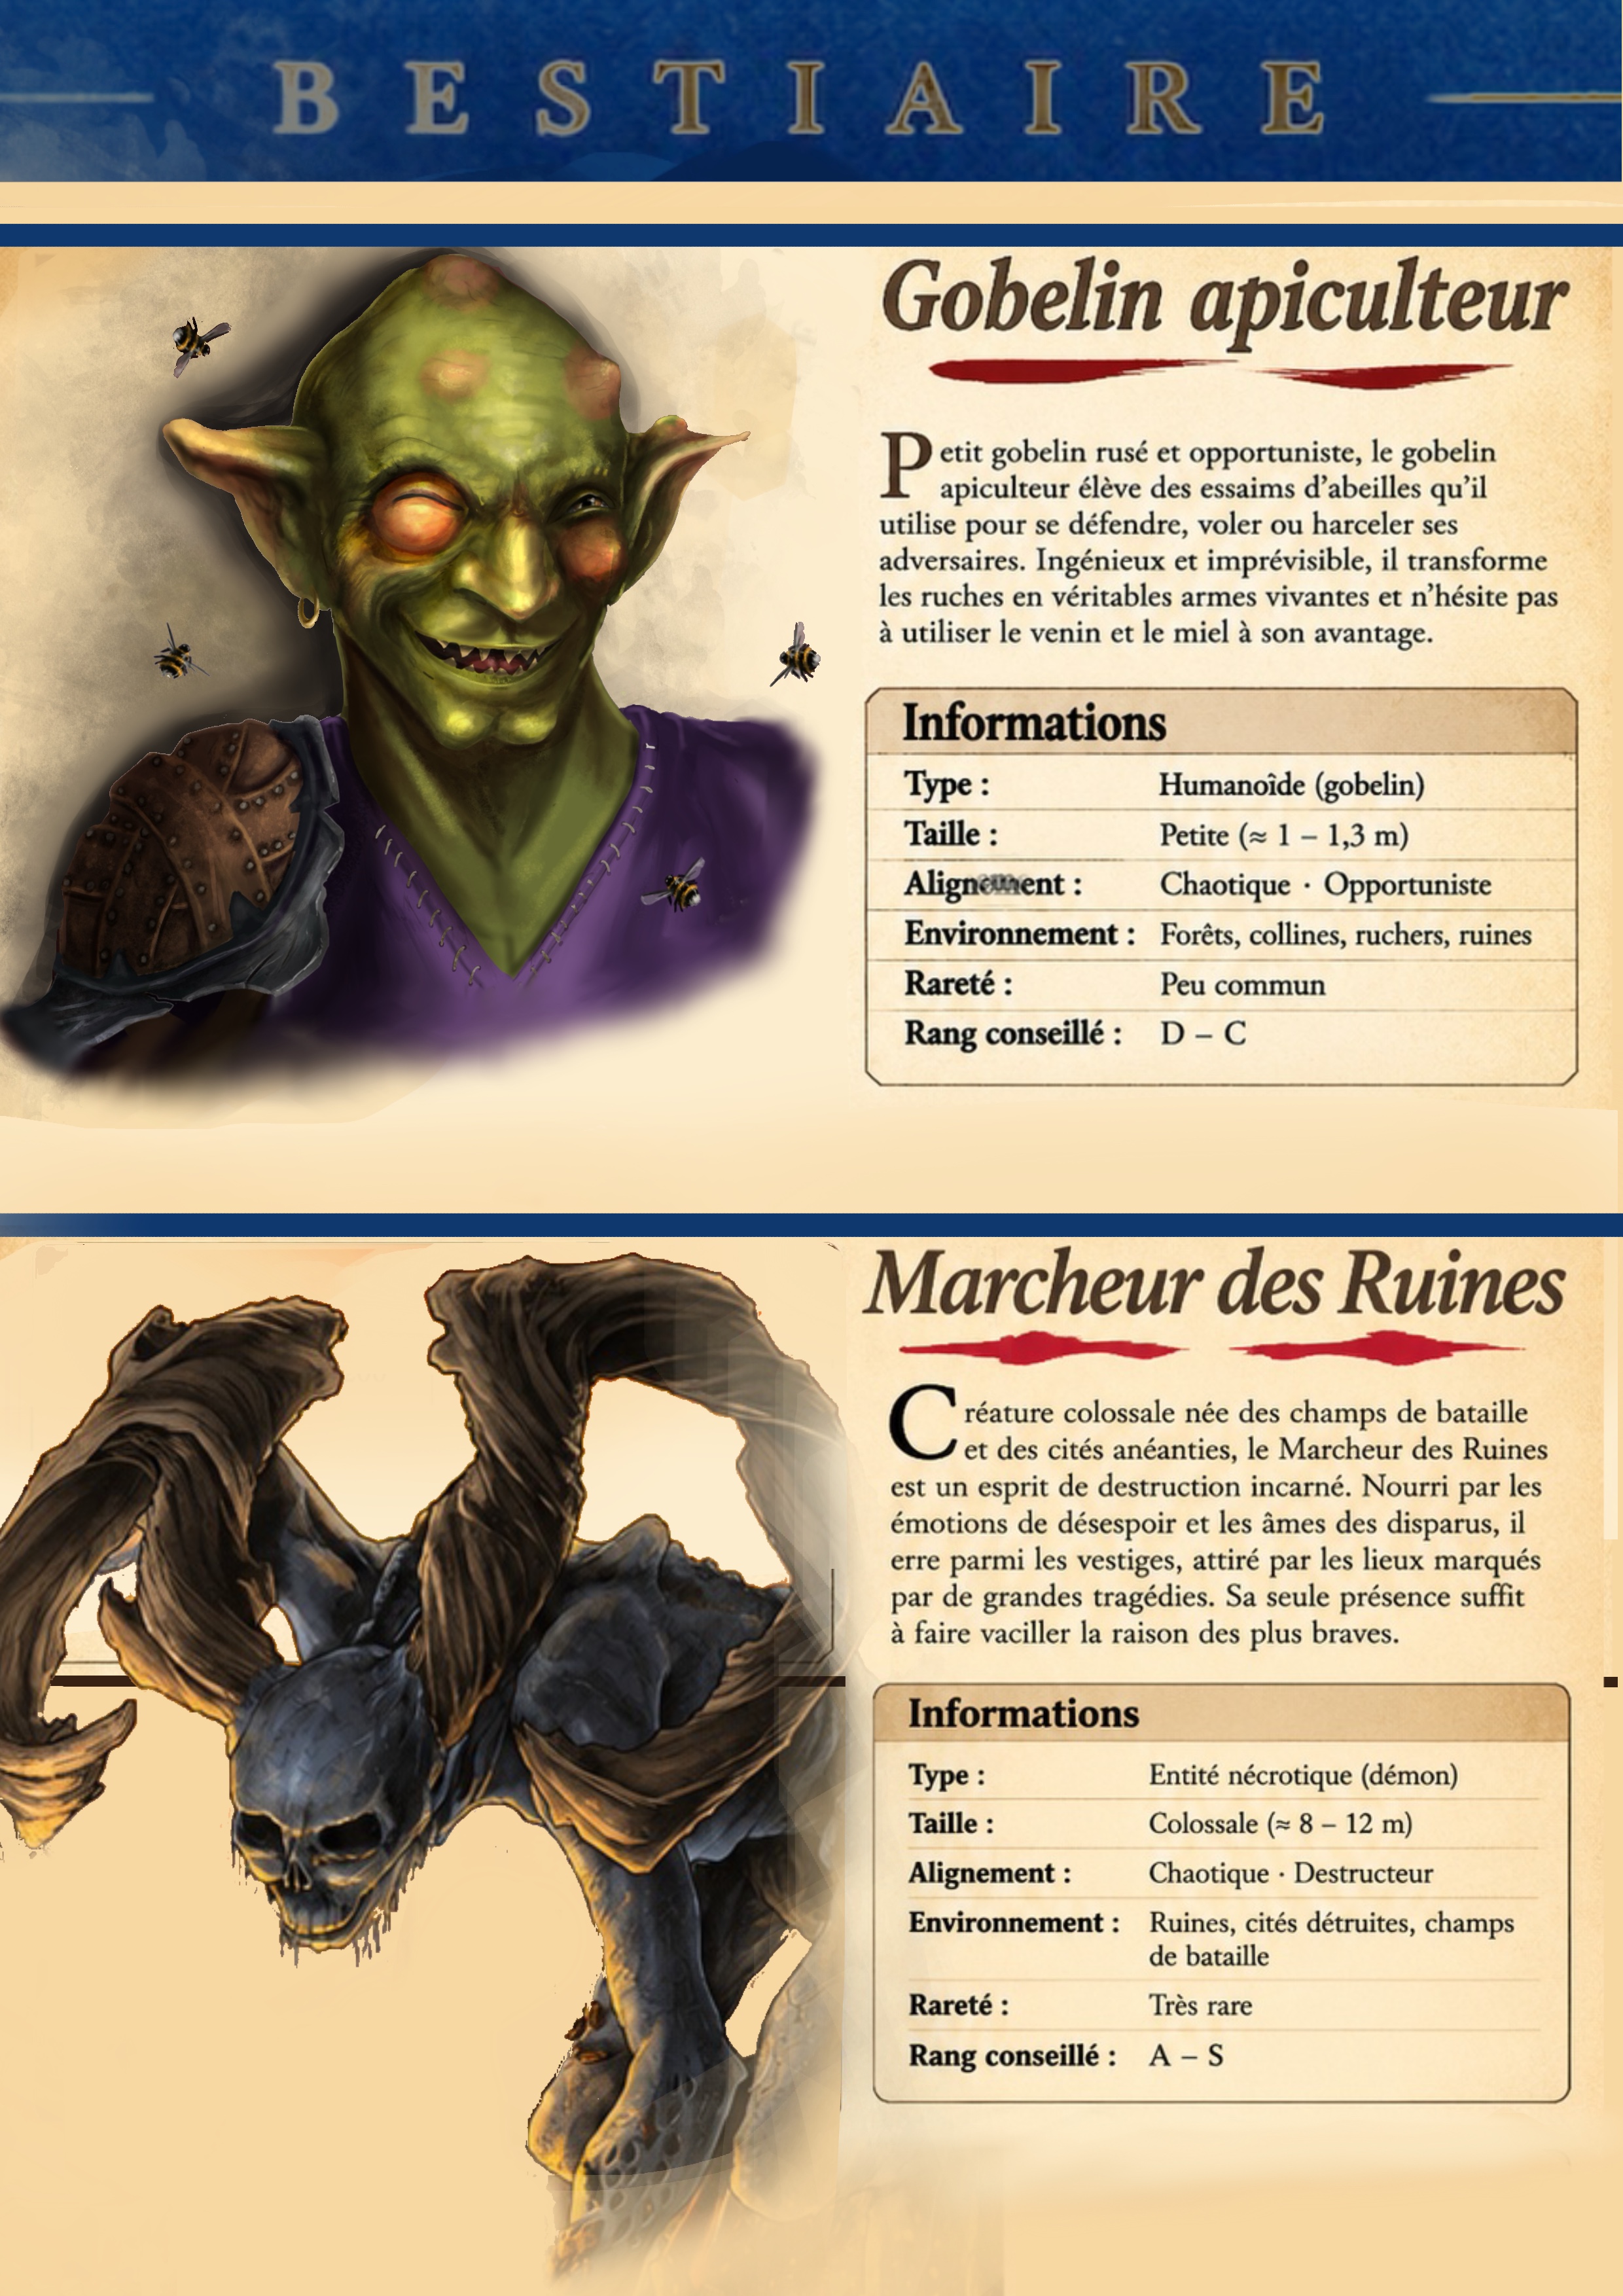 BESTIAIRE
Gobelin apiculteur
Petit gobelin rusé et opportuniste, le gobelin
apiculteur élève des essaims d’abeilles qu’il
utilise pour se défendre, voler ou harceler ses
adversaires. Ingénieux et imprévisible, il transforme
les ruches en véritables armes vivantes et n’hésite pas
à utiliser le venin et le miel à son avantage.
Informations
Type : Humanoîde (gobelin)
Taille : Petite (≈ 1 – 1,3 m)
Alignement : Chaotique · Opportuniste
Environnement : Forêts, collines, ruchers, ruines
Rareté : Peu commun
Rang conseillé : D – C
Marcheur des Ruines
Créature colossale née des champs de bataille
et des cités anéanties, le Marcheur des Ruines
est un esprit de destruction incarné. Nourri par les
émotions de désespoir et les âmes des disparus, il
erre parmi les vestiges, attiré par les lieux marqués
par de grandes tragédies. Sa seule présence suffit
à faire vaciller la raison des plus braves.
Informations
Type : Entité nécrotique (démon)
Taille : Colossale (≈ 8 – 12 m)
Alignement : Chaotique · Destructeur
Environnement : Ruines, cités détruites, champs
de bataille
Rareté : Très rare
Rang conseillé : A – S